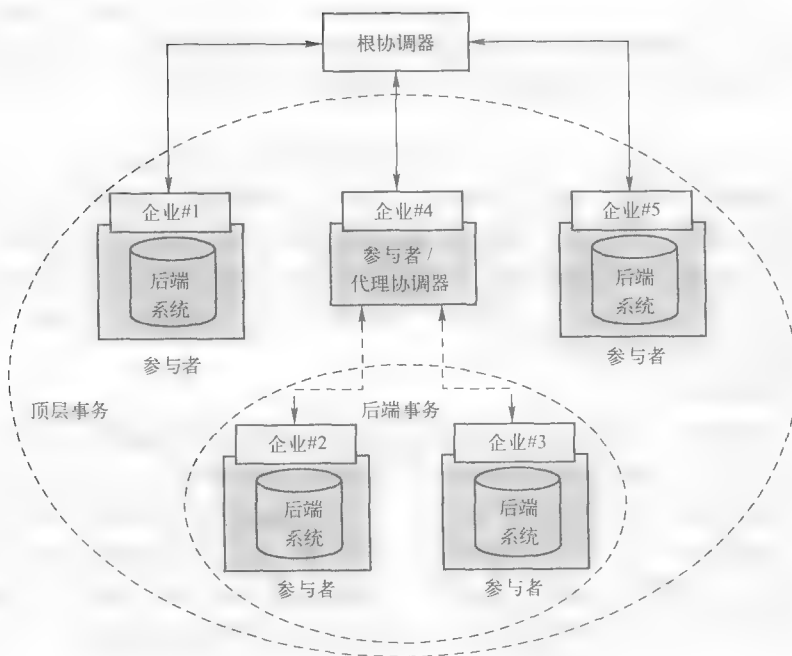 根协调器
企业#1
企业#4
企业#5
后端
系统
参与者 /
代理协调器
后端
系统
参与者
参与者
顶层事务
后端事务
企业#2
企业#3
后端
系统
后端
系统
参与者
参与者